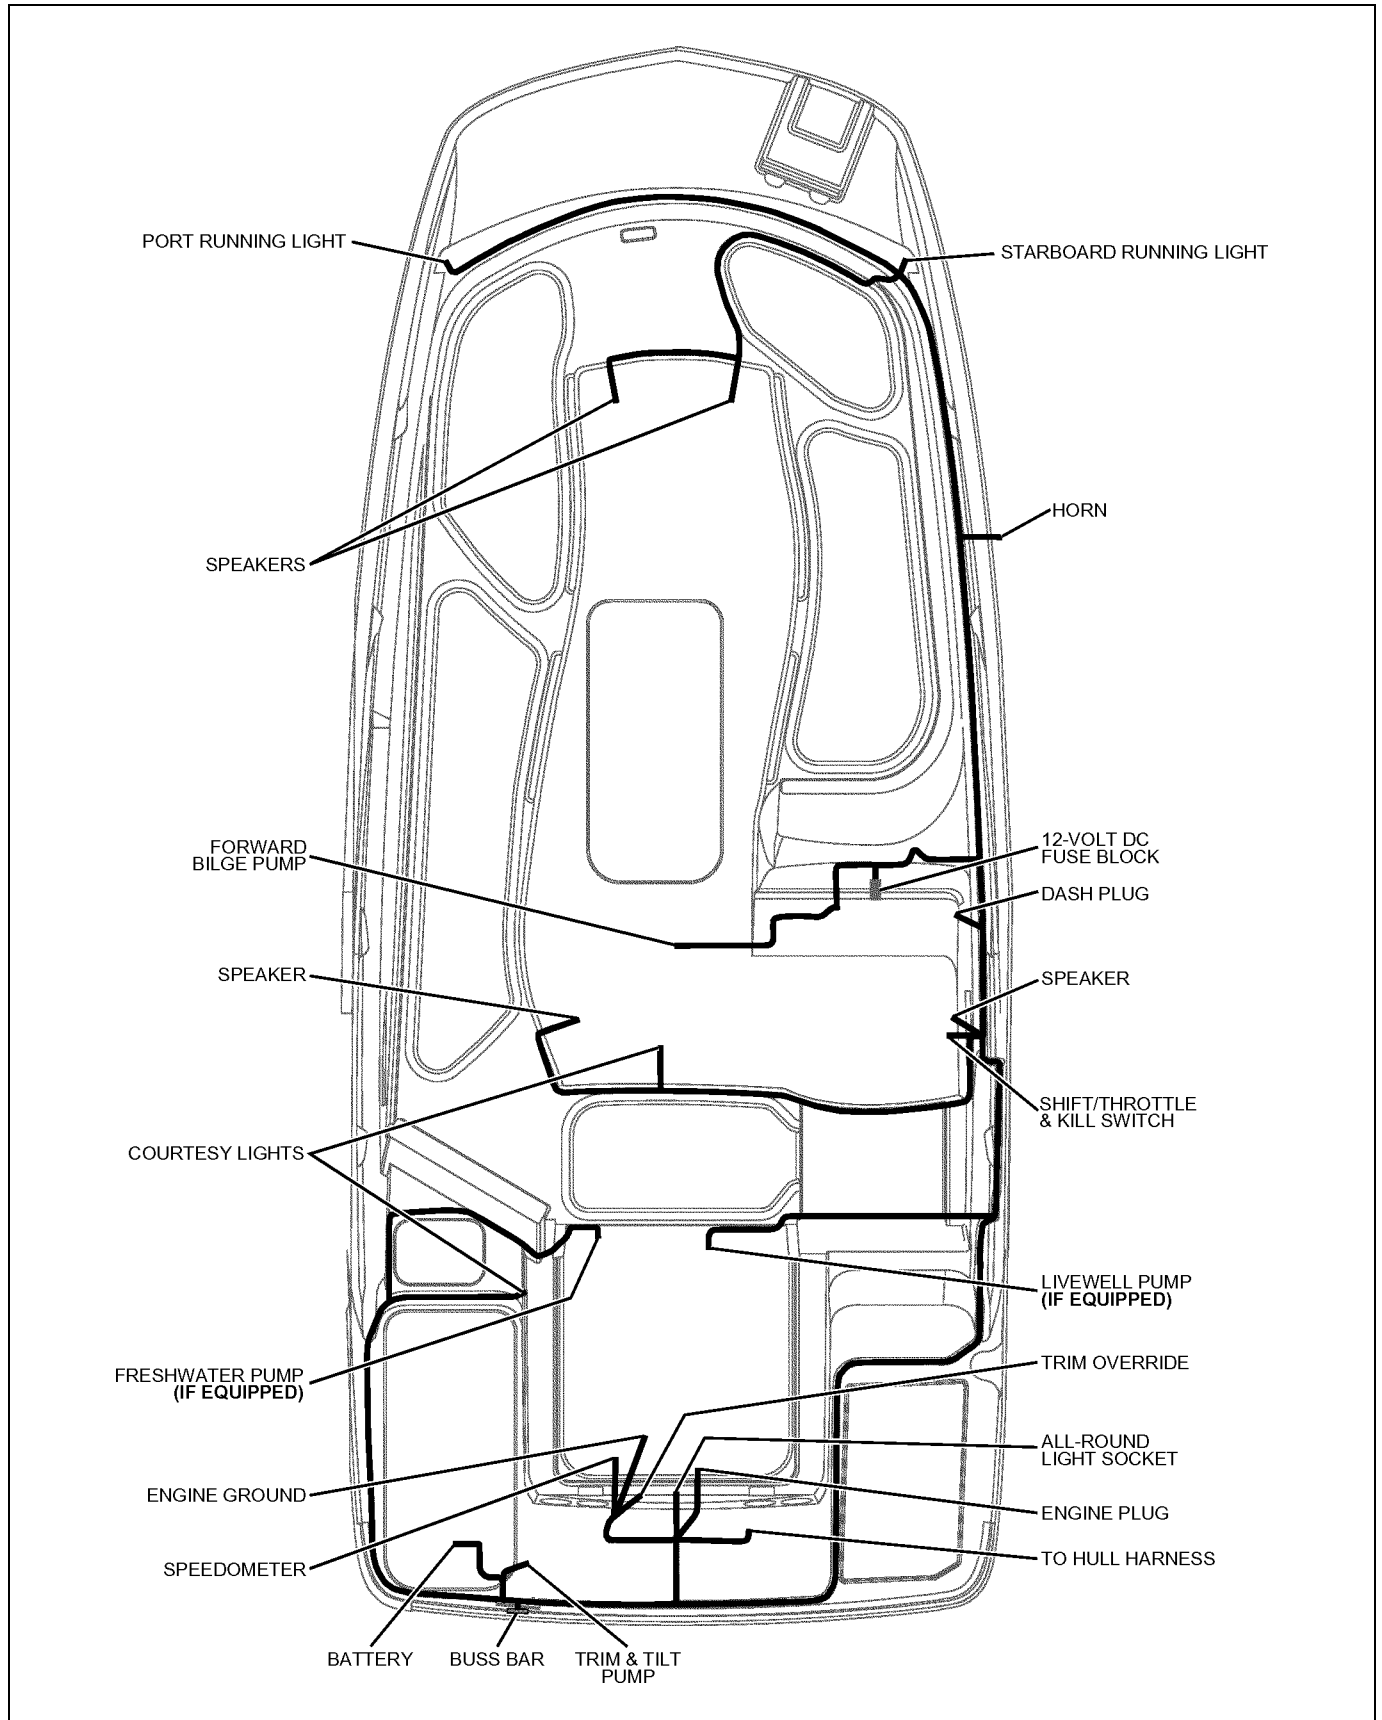 PORT RUNNING LIGHT
STARBOARD RUNNING LIGHT
HORN
SPEAKERS
12-VOLT DC
FUSE BLOCK
FORWARD
BILGE PUMP
DASH PLUG
SPEAKER
SPEAKER
SHIFT/THROTTLE
& KILL SWITCH
COURTESY LIGHTS
LIVEWELL PUMP
(IF EQUIPPED)
TRIM OVERRIDE
FRESHWATER PUMP
(IF EQUIPPED)
ALL-ROUND
LIGHT SOCKET
ENGINE GROUND
ENGINE PLUG
TO HULL HARNESS
SPEEDOMETER
BATTERY
BUSS BAR
TRIM & TILT
PUMP